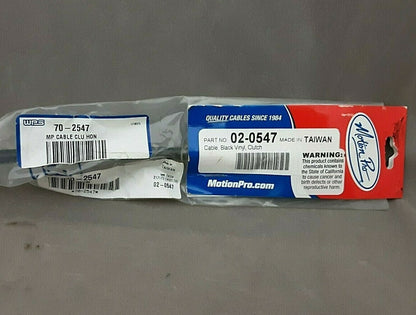 WPS
70-2547
MP CABLE CLU HON
-2547
02-0547
QUALITY CABLES SINCE 1984
PART NO. 02-0547 MADE IN TAIWAN
Cable, Black Vinyl, Clutch
WARNING:
This product contains
chemicals known to
the State of California
to cause cancer and
birth defects or other
reproductive harm.
MotionPro.com
Motion Pro